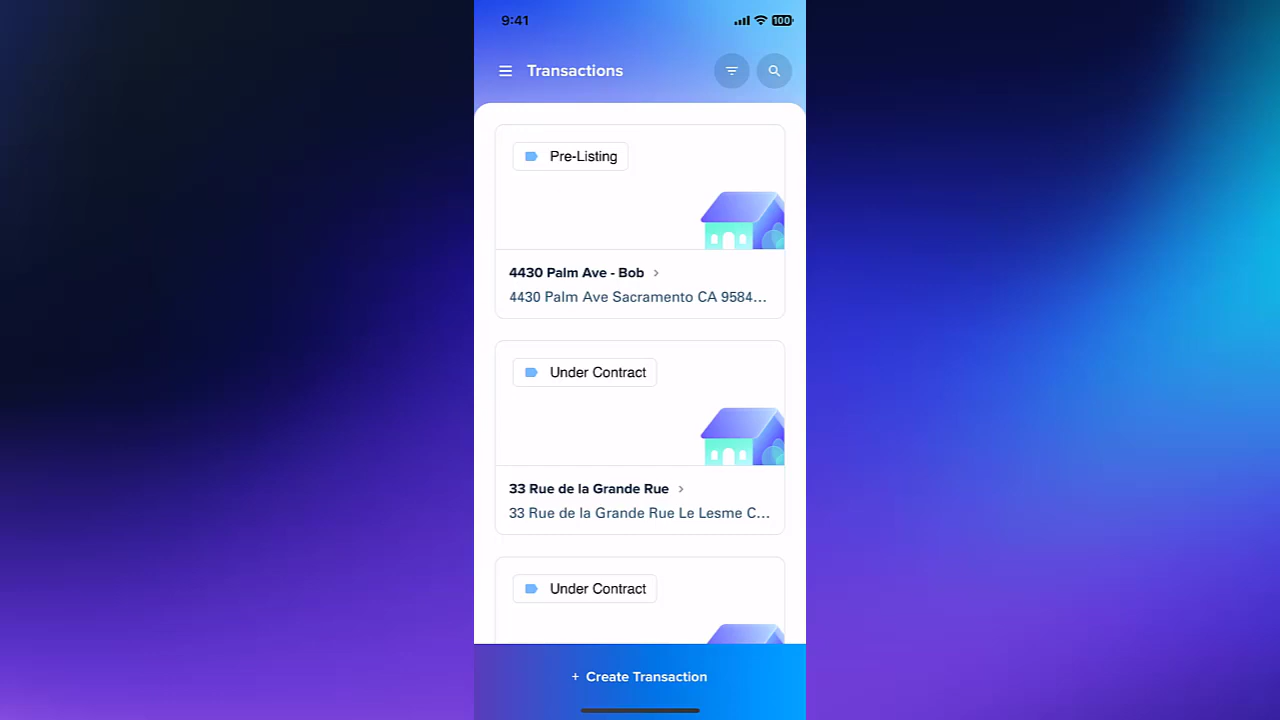 9:41
100
Transactions
Pre-Listing
4430 Palm Ave - Bob
4430 Palm Ave Sacramento CA 9584...
Under Contract
33 Rue de la Grande Rue
33 Rue de la Grande Rue Le Lesme C...
Under Contract
+ Create Transaction